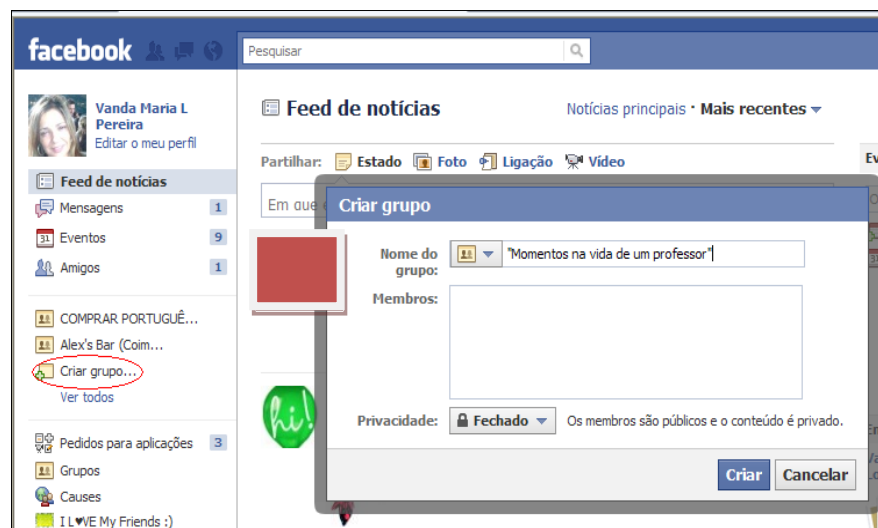 facebook
Pesquisar
Vanda Maria L
Pereira
Editar o meu perfil
Feed de notícias
Mensagens 1
31 Eventos 9
Amigos 1
COMPRAR PORTUGUÊ...
Alex's Bar (Coim...
Criar grupo...
Ver todos
Pedidos para aplicações 3
Grupos
Causes
I L♥VE My Friends :)
Feed de notícias
Notícias principais · Mais recentes
Partilhar: Estado Foto Ligação Vídeo
Em que
Criar grupo
Nome do
grupo:
"Momentos na vida de um professor"
Membros:
Privacidade: Fechado Os membros são públicos e o conteúdo é privado.
Criar Cancelar
hi!
Ev